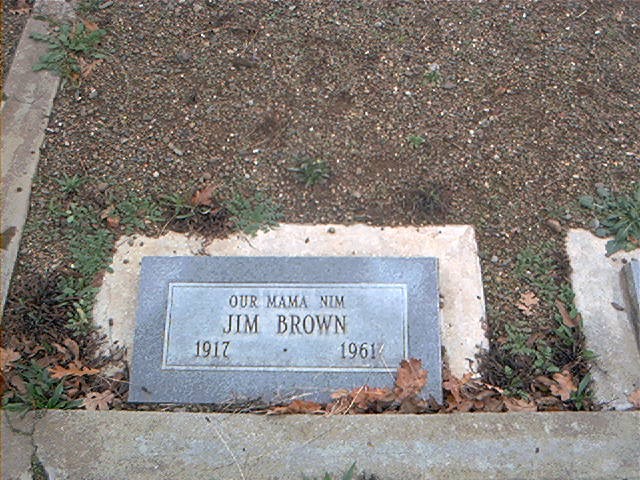 OUR MAMA NIM
JIM BROWN
1917 · 1961